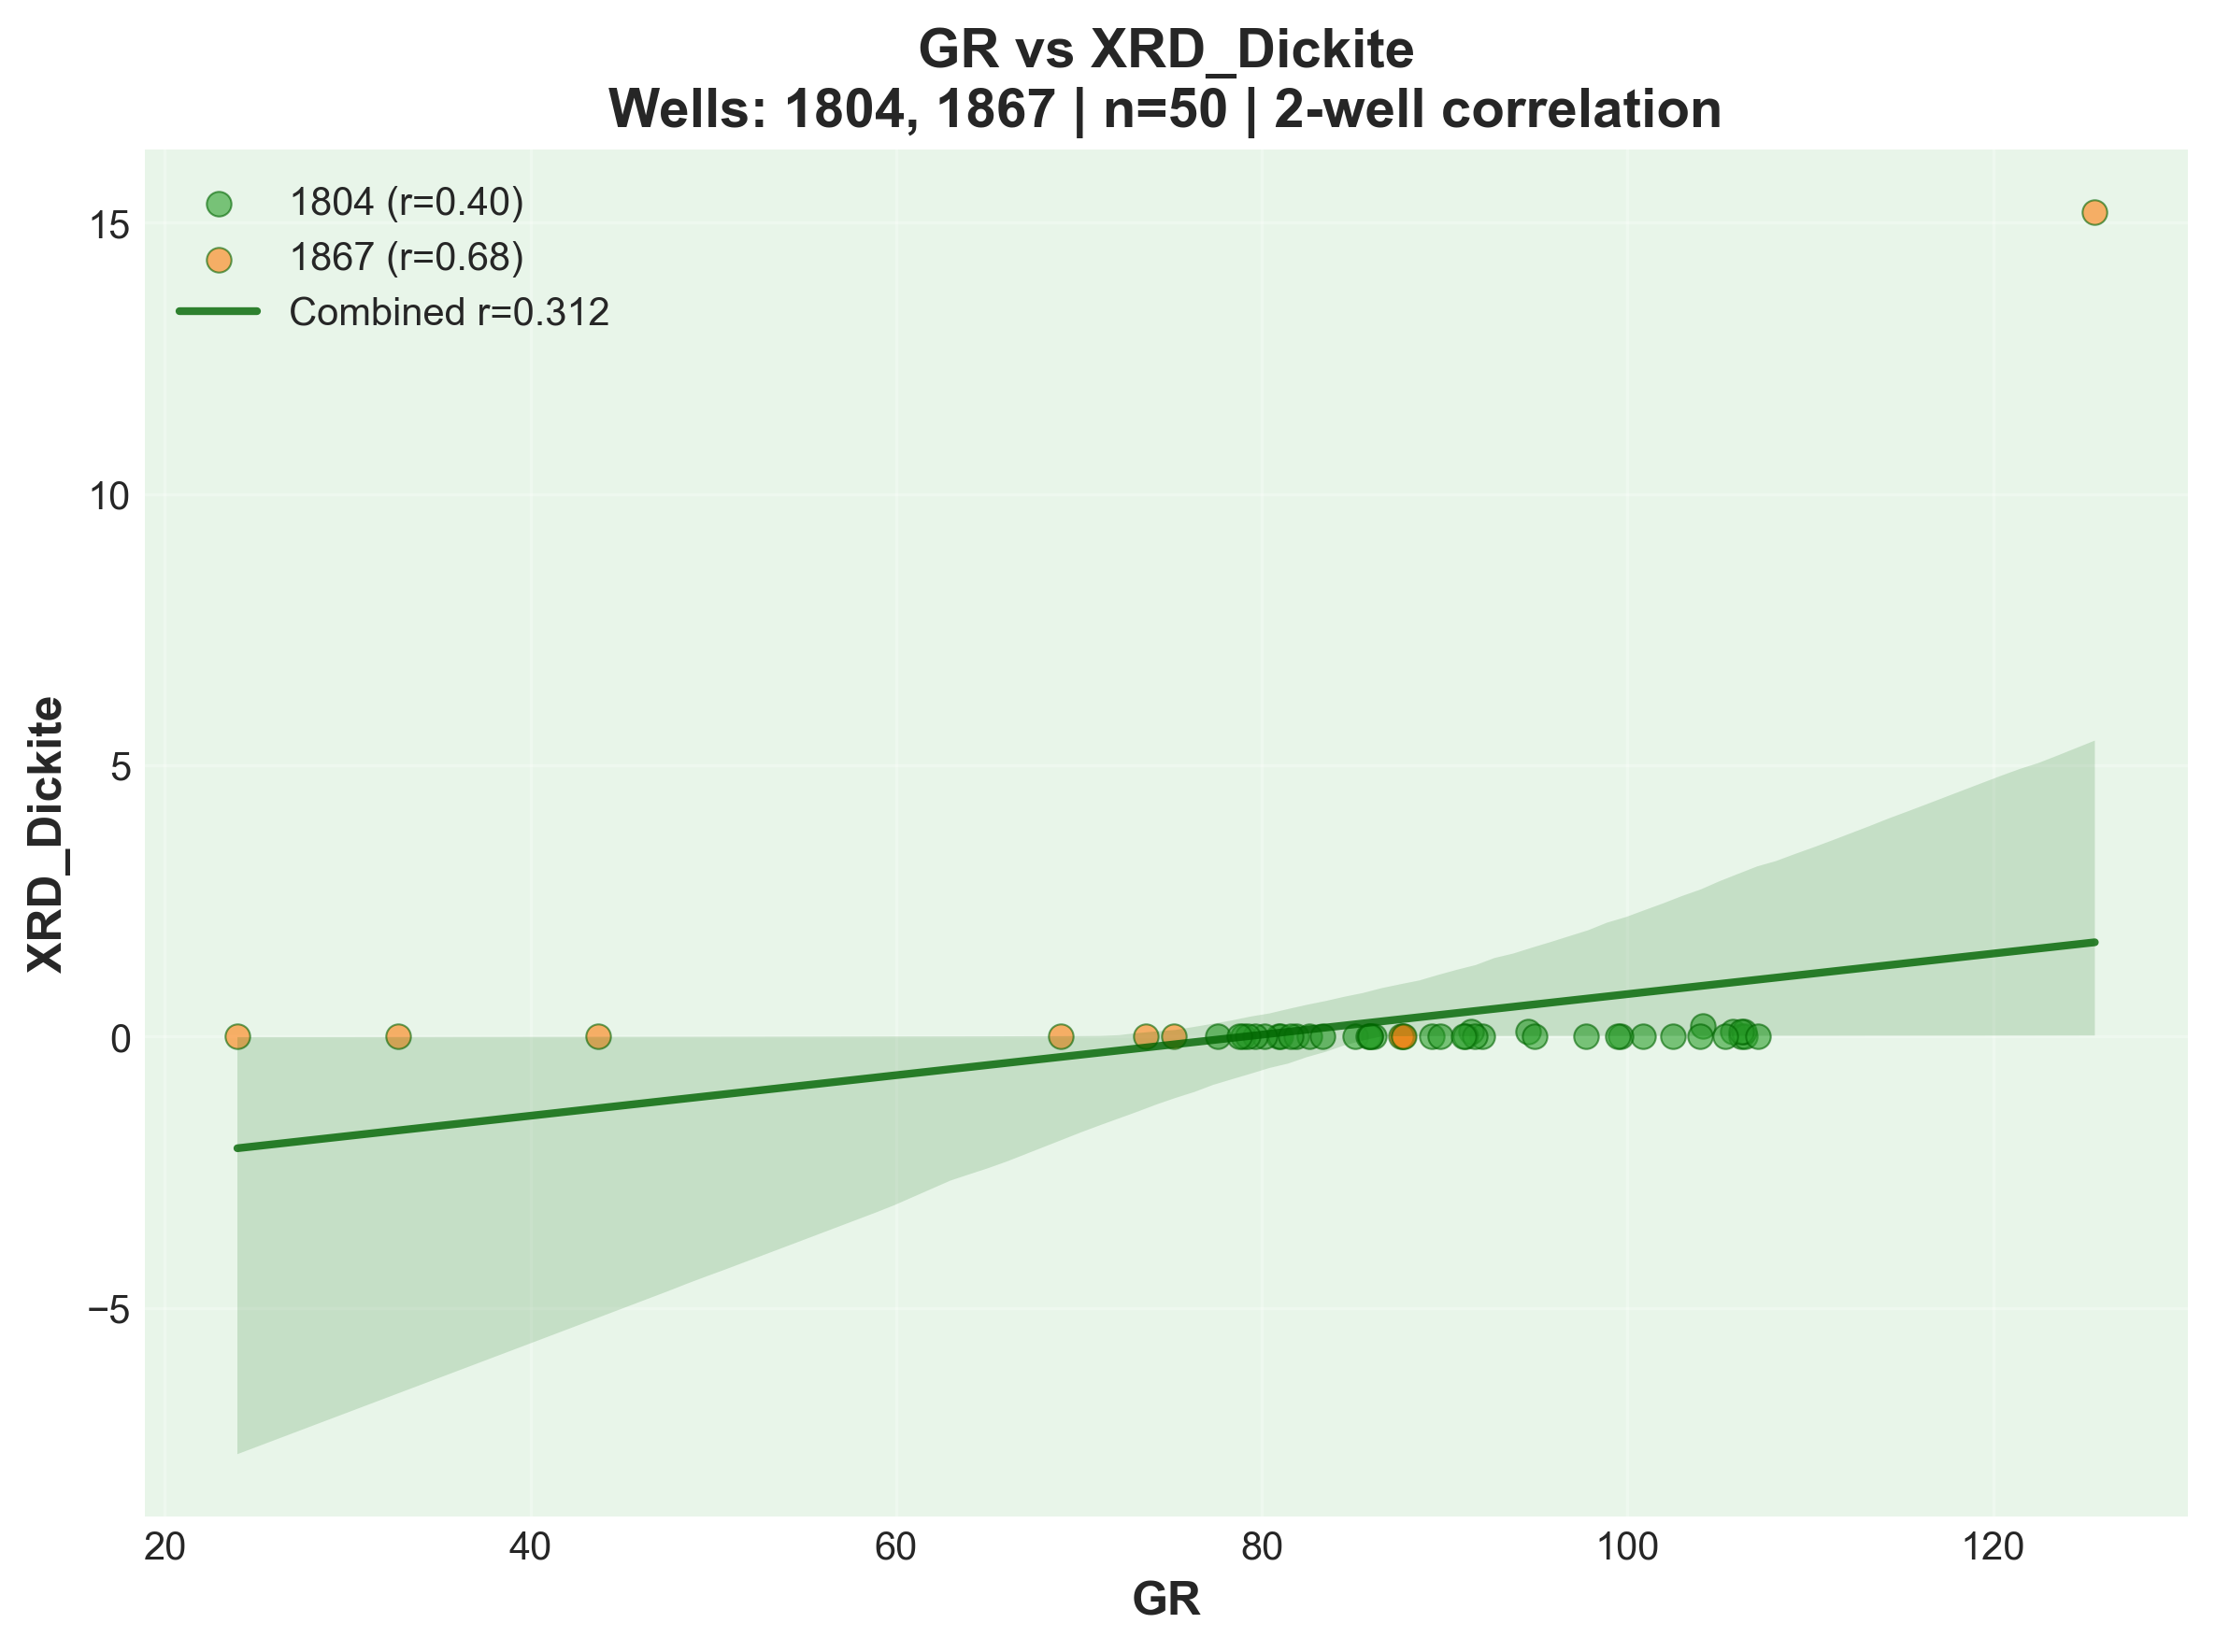 GR vs XRD_Dickite
Wells: 1804, 1867 | n=50 | 2-well correlation
1804 (r=0.40)
1867 (r=0.68)
Combined r=0.312
15
10
5
0
−5
XRD_Dickite
20
40
60
80
100
120
GR